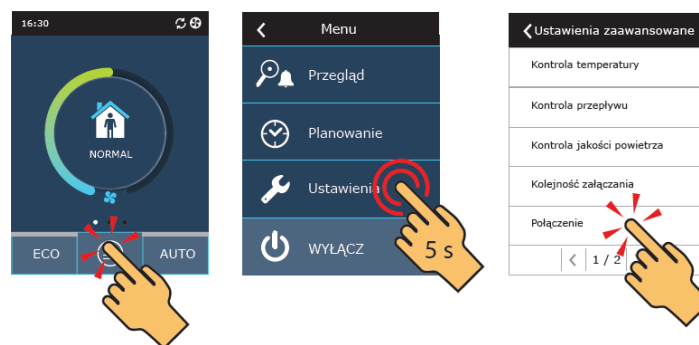 16:30
NORMAL
ECO
AUTO
Menu
Przegląd
Planowanie
Ustawienia
WYŁĄCZ
5 s
Ustawienia zaawansowane
Kontrola temperatury
Kontrola przepływu
Kontrola jakości powietrza
Kolejność załączania
Połączenie
1 / 2